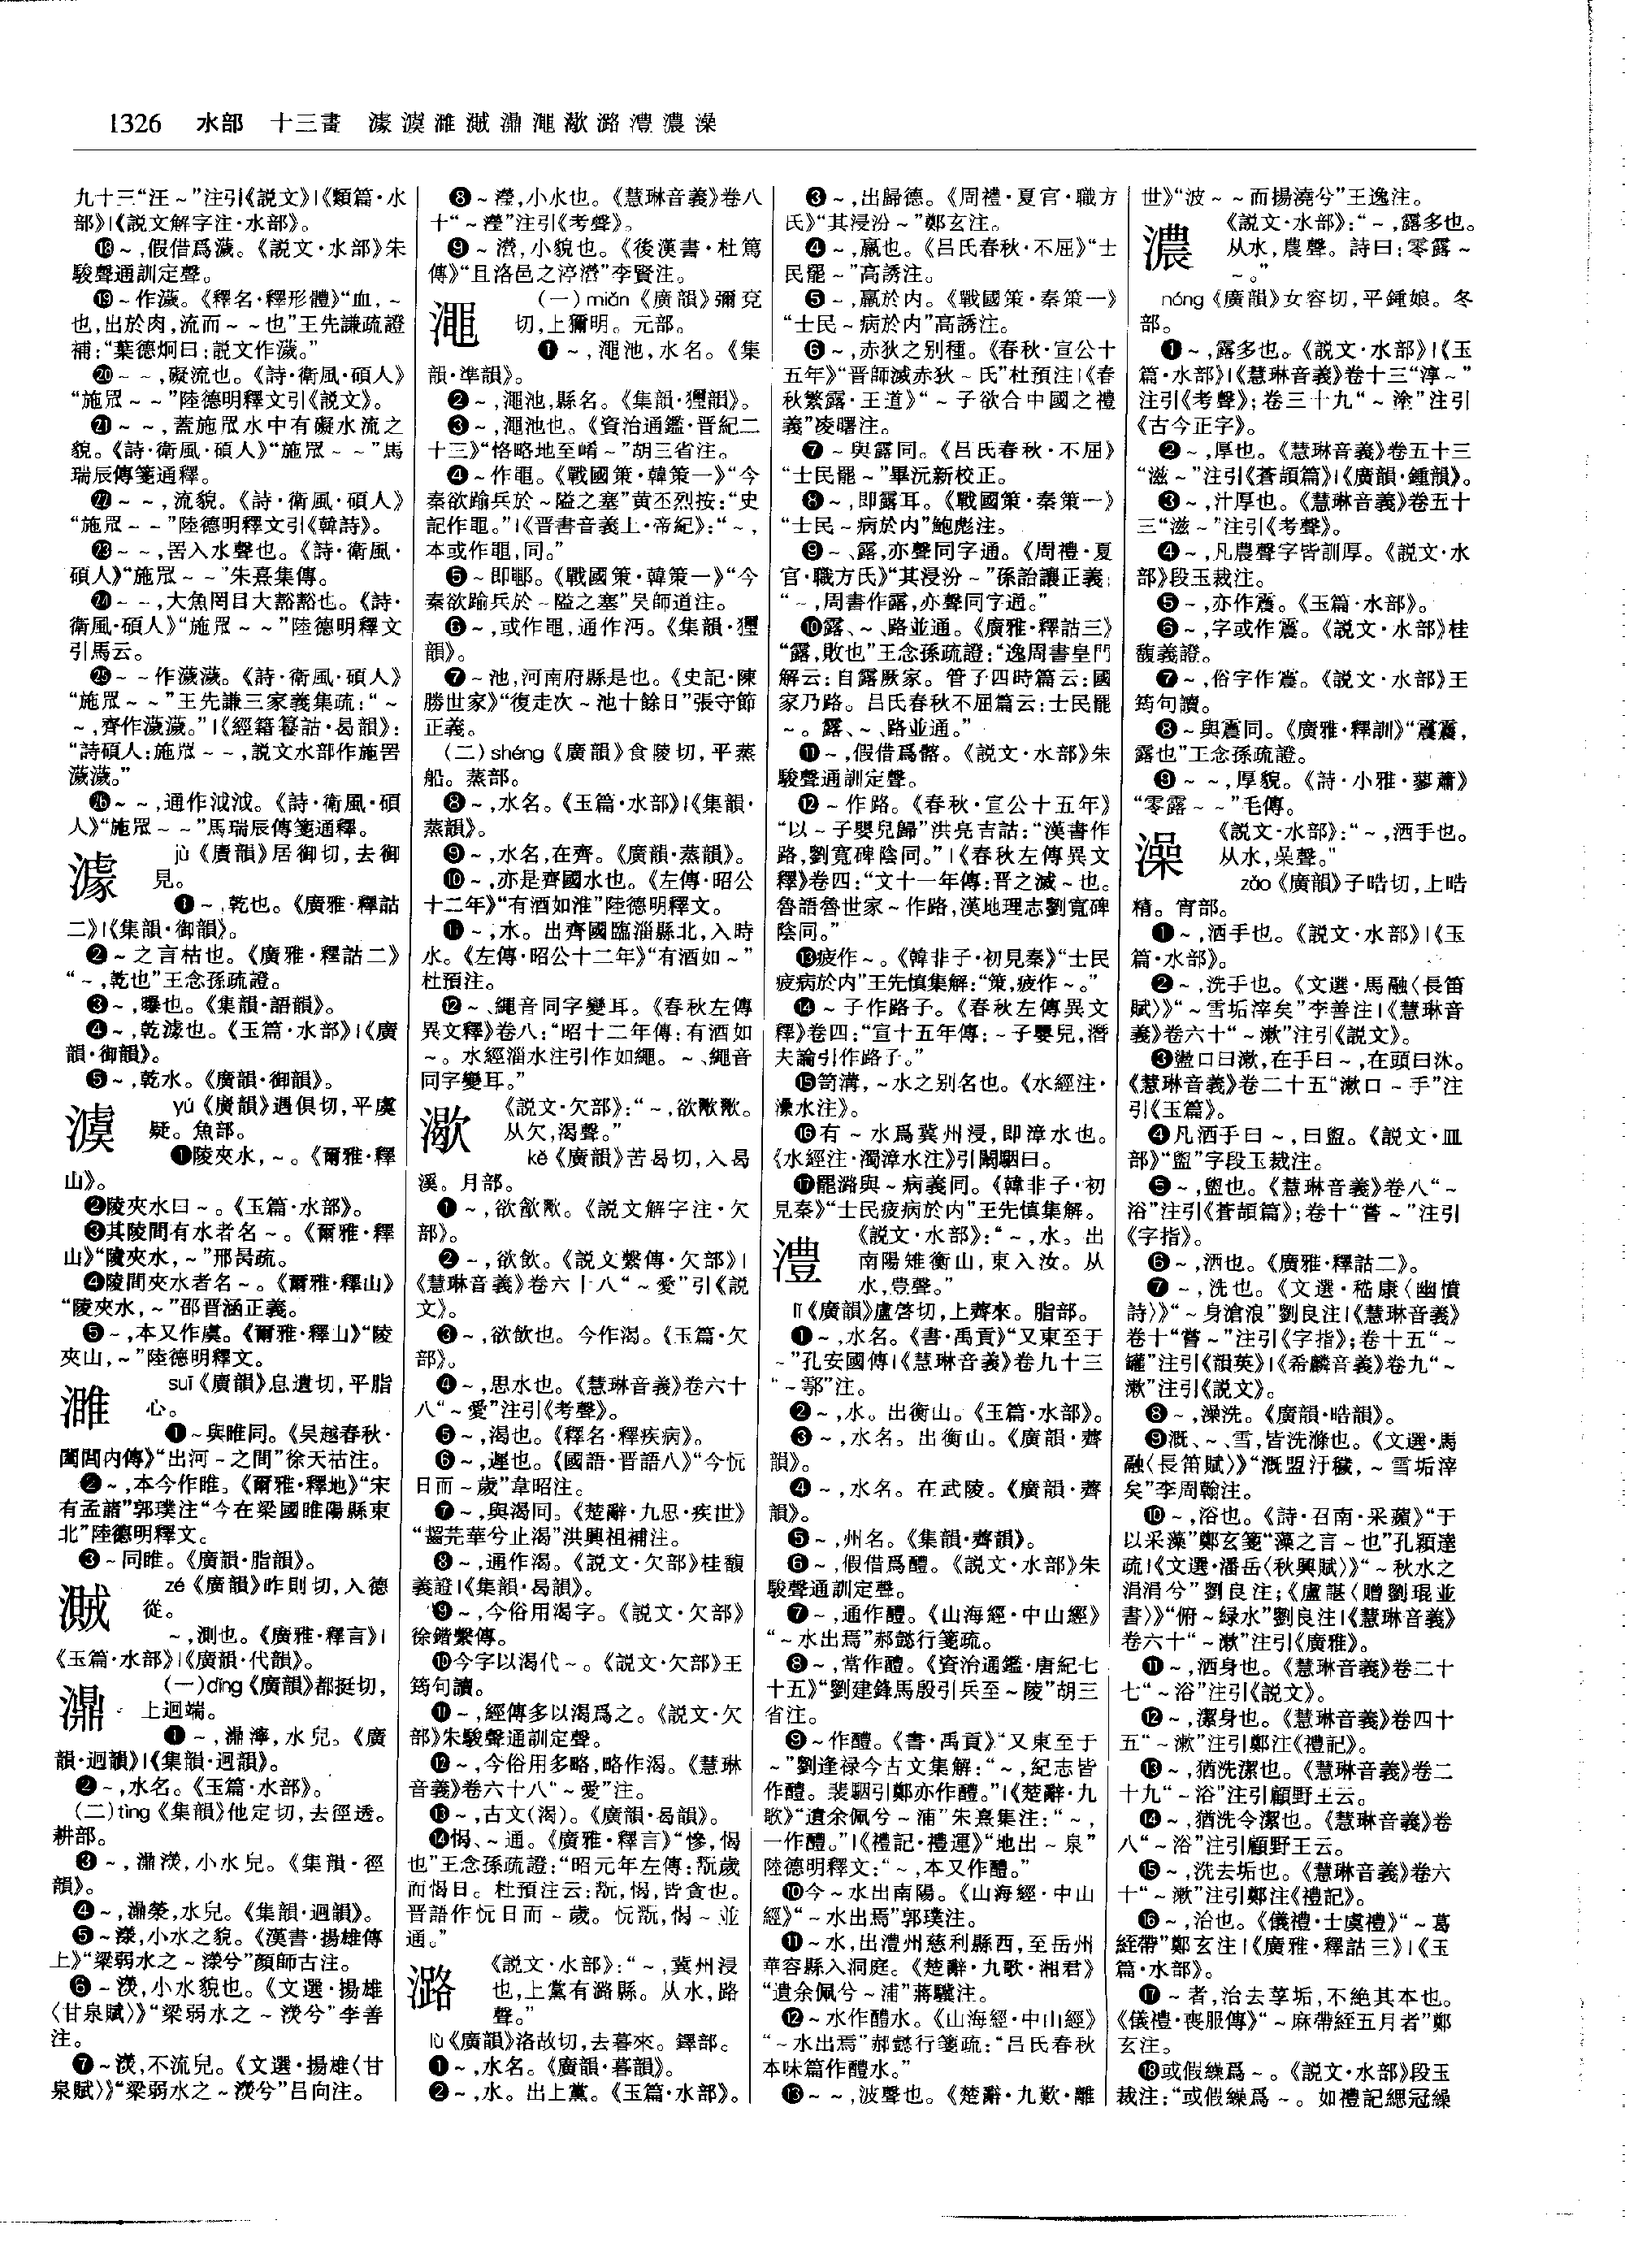 1326 水部 十三畫 澽澞濉濈濎澠潵潞澧濃澡
九十三“汪～”注引《説文》|《類篇·水
部》|《説文解字注·水部》。
⑱～,假借爲濊。《説文·水部》朱
駿聲通訓定聲。
⑲～作濊。《釋名·釋形體》“血,～
也,出於肉,流而～～也”王先謙疏證
補:“葉德炯曰:説文作濊。”
⑳～～,礙流也。《詩·衛風·碩人》
“施眾～～”陸德明釋文引《説文》。
㉑～～,蓋施眾水中有礙水流之
貌。《詩·衛風·碩人》“施眾～～”馬
瑞辰傳箋通釋。
㉒～～,流貌。《詩·衛風·碩人》
“施眾～～”陸德明釋文引《韓詩》。
㉓～～,罟入水聲也。《詩·衛風·
碩人》“施眾～～”朱熹集傳。
㉔～～,大魚罔目大豁豁也。《詩·
衛風·碩人》“施眾～～”陸德明釋文
引馬云。
㉕～～作濊濊。《詩·衛風·碩人》
“施眾～～”王先謙三家義集疏:“～
～,齊作濊濊。”|《經籍籑詁·曷韻》:
“詩碩人:施眾～～,説文水部作施罟
濊濊。”
㉖～～,通作泧泧。《詩·衛風·碩
人》“施眾～～”馬瑞辰傳箋通釋。
澽 jù《廣韻》居御切,去御
見。
❶～,乾也。《廣雅·釋詁
二》|《集韻·御韻》。
❷～之言枯也。《廣雅·釋詁二》
“～,乾也”王念孫疏證。
❸～,曝也。《集韻·語韻》。
❹～,乾澽也。《玉篇·水部》|《廣
韻·御韻》。
❺～,乾水。《廣韻·御韻》。
澞 yú《廣韻》遇俱切,平虞
疑。魚部。
❶陵夾水,～。《爾雅·釋
山》。
❷陵夾水曰～。《玉篇·水部》。
❸其陵間有水者名～。《爾雅·釋
山》“陵夾水,～”邢昺疏。
❹陵間夾水者名～。《爾雅·釋山》
“陵夾水,～”邵晉涵正義。
❺～,本又作虞。《爾雅·釋山》“陵
夾山,～”陸德明釋文。
濉 suī《廣韻》息遺切,平脂
心。
❶～與睢同。《吴越春秋·
闔閭内傳》“出河～之間”徐天祜注。
❷～,本今作睢。《爾雅·釋地》“宋
有孟諸”郭璞注“今在梁國睢陽縣東
北”陸德明釋文。
❸～同睢。《廣韻·脂韻》。
zé《廣韻》昨則切,入德
從。
～,測也。《廣雅·釋言》|
《玉篇·水部》|《廣韻·代韻》。
濎 (一)dǐng《廣韻》都挺切,
上迥端。
❶～,濎濘,水皃。《廣
韻·迥韻》|《集韻·迥韻》。
❷～,水名。《玉篇·水部》。
(二)tìng《集韻》他定切,去徑透。
耕部。
❸～,濎濙,小水皃。《集韻·徑
韻》。
❹～,濎濴,水皃。《集韻·迥韻》。
❺～濴,小水之貌。《漢書·揚雄傳
上》“梁弱水之～濴兮”顏師古注。
❻～濙,小水貌也。《文選·揚雄
〈甘泉賦〉》“梁弱水之～濙兮”李善
注。
❼～濙,不流皃。《文選·揚雄〈甘
泉賦〉》“梁弱水之～濙兮”吕向注。
❽～瀅,小水也。《慧琳音義》卷八
十“～瀅”注引《考聲》。
❾～濴,小貌也。《後漢書·杜篤
傳》“且洛邑之渟濴”李賢注。
澠 (一)miǎn《廣韻》彌兗
切,上獮明。元部。
❶～,澠池,水名。《集
韻·準韻》。
❷～,澠池,縣名。《集韻·獮韻》。
❸～,澠池也。《資治通鑑·晉紀二
十三》“恪略地至崤～”胡三省注。
❹～作黽。《戰國策·韓策一》“今
秦欲踰兵於～隘之塞”黄丕烈按:“史
記作黽。”|《晋書音義上·帝紀》:“～,
本或作黽,同。”
❺～即鄳。《戰國策·韓策一》“今
秦欲踰兵於～隘之塞”吴師道注。
❻～,或作黽,通作沔。《集韻·獮
韻》。
❼～池,河南府縣是也。《史記·陳
勝世家》“復走次～池十餘日”張守節
正義。
(二)shéng《廣韻》食陵切,平蒸
船。蒸部。
❽～,水名。《玉篇·水部》|《集韻·
蒸韻》。
❾～,水名,在齊。《廣韻·蒸韻》。
❿～,亦是齊國水也。《左傳·昭公
十二年》“有酒如淮”陸德明釋文。
⓫～,水。出齊國臨淄縣北,入時
水。《左傳·昭公十二年》“有酒如～”
杜預注。
⓬～、繩音同字變耳。《春秋左傳
異文釋》卷八:“昭十二年傳:有酒如
～。水經淄水注引作如繩。～、繩音
同字變耳。”
㵣 《説文·欠部》:“～,欲歠歠。
从欠,渴聲。”
kě《廣韻》苦曷切,入曷
溪。月部。
❶～,欲歠歠。《説文解字注·欠
部》。
❷～,欲飲。《説文繫傳·欠部》|
《慧琳音義》卷六十八“～愛”引《説
文》。
❸～,欲飲也。今作渴。《玉篇·欠
部》。
❹～,思水也。《慧琳音義》卷六十
八“～愛”注引《考聲》。
❺～,渴也。《釋名·釋疾病》。
❻～,遲也。《國語·晉語八》“今忨
日而～歲”韋昭注。
❼～,與渴同。《楚辭·九思·疾世》
“齧芫華兮止渴”洪興祖補注。
❽～,通作渴。《説文·欠部》桂馥
義證|《集韻·曷韻》。
❾～,今俗用渴字。《説文·欠部》
徐鍇繫傳。
❿今字以渴代～。《説文·欠部》王
筠句讀。
⓫～,經傳多以渴爲之。《説文·欠
部》朱駿聲通訓定聲。
⓬～,今俗用多略,略作渴。《慧琳
音義》卷六十八“～愛”注。
⓭～,古文(渴)。《廣韻·曷韻》。
⓮愒、～通。《廣雅·釋言》“惨,愒
也”王念孫疏證:“昭元年左傳:翫歲
而愒日。杜預注云:翫,愒,皆貪也。
晉語作忨日而～歲。忨翫,愒～並
通。”
潞 《説文·水部》:“～,冀州浸
也,上黨有潞縣。从水,路
聲。”
lù《廣韻》洛故切,去暮來。鐸部。
❶～,水名。《廣韻·暮韻》。
❷～,水。出上黨。《玉篇·水部》。
❸～,出歸德。《周禮·夏官·職方
氏》“其浸汾～”鄭玄注。
❹～,羸也。《吕氏春秋·不屈》“士
民罷～”高誘注。
❺～,羸於内。《戰國策·秦策一》
“士民～病於内”高誘注。
❻～,赤狄之别種。《春秋·宣公十
五年》“晉師滅赤狄～氏”杜預注|《春
秋繁露·王道》“～子欲合中國之禮
義”凌曙注。
❼～與露同。《吕氏春秋·不屈》
“士民罷～”畢沅新校正。
❽～,即露耳。《戰國策·秦策一》
“士民～病於内”鮑彪注。
❾～、露,亦聲同字通。《周禮·夏
官·職方氏》“其浸汾～”孫詒讓正義:
“～,周書作露,亦聲同字通。”
❿露、～、路並通。《廣雅·釋詁三》
“露,敗也”王念孫疏證:“逸周書皇門
解云:自露厥家。管子四時篇云:國
家乃路。吕氏春秋不屈篇云:士民罷
～。露、～、路並通。”
⓫～,假借爲簬。《説文·水部》朱
駿聲通訓定聲。
⓬～作路。《春秋·宣公十五年》
“以～子嬰兒歸”洪亮吉詁:“漢書作
路,劉寬碑陰同。”|《春秋左傳異文
釋》卷四:“文十一年傳:晋之滅～也。
魯語魯世家～作路,漢地理志劉寬碑
陰同。”
⓭疲作～。《韓非子·初見秦》“士民
疲病於内”王先慎集解:“策,疲作～。”
⓮～子作路子。《春秋左傳異文
釋》卷四:“宣十五年傳:～子嬰兒,潛
夫論引作路子。”
⓯笥溝,～水之别名也。《水經注·
濕水注》。
⓰有～水爲冀州浸,即漳水也。
《水經注·濁漳水注》引闞駰曰。
⓱罷潞與～病義同。《韓非子·初
見秦》“士民疲病於内”王先慎集解。
澧 《説文·水部》:“～,水。出
南陽雉衡山,東入汝。从
水,豊聲。”
lǐ《廣韻》盧啓切,上薺來。脂部。
❶～,水名。《書·禹貢》“又東至于
～”孔安國傳|《慧琳音義》卷九十三
“～鄠”注。
❷～,水。出衡山。《玉篇·水部》。
❸～,水名。出衡山。《廣韻·薺
韻》。
❹～,水名。在武陵。《廣韻·薺
韻》。
❺～,州名。《集韻·薺韻》。
❻～,假借爲醴。《説文·水部》朱
駿聲通訓定聲。
❼～,通作醴。《山海經·中山經》
“～水出焉”郝懿行箋疏。
❽～,當作醴。《資治通鑑·唐紀七
十五》“劉建鋒馬殷引兵至～陵”胡三
省注。
❾～作醴。《書·禹貢》“又東至于
～”劉逢禄今古文集解:“～,紀志皆
作醴。裴駰引鄭亦作醴。”|《楚辭·九
歌》“遺余佩兮～浦”朱熹集注:“～,
一作醴。”|《禮記·禮運》“地出～泉”
陸德明釋文:“～,本又作醴。”
❿今～水出南陽。《山海經·中山
經》“～水出焉”郭璞注。
⓫～水,出澧州慈利縣西,至岳州
華容縣入洞庭。《楚辭·九歌·湘君》
“遺余佩兮～浦”蔣驥注。
⓬～水作醴水。《山海經·中山經》
“～水出焉”郝懿行箋疏:“吕氏春秋
本味篇作醴水。”
⓭～～,波聲也。《楚辭·九歎·離
世》“波～～而揚澆兮”王逸注。
濃 《説文·水部》:“～,露多也。
从水,農聲。詩曰:零露～
～。”
nóng《廣韻》女容切,平鍾娘。冬
部。
❶～,露多也。《説文·水部》|《玉
篇·水部》|《慧琳音義》卷十三“淳～”
注引《考聲》;卷三十九“～塗”注引
《古今正字》。
❷～,厚也。《慧琳音義》卷五十三
“滋～”注引《蒼頡篇》|《廣韻·鍾韻》。
❸～,汁厚也。《慧琳音義》卷五十
三“滋～”注引《考聲》。
❹～,凡農聲字皆訓厚。《説文·水
部》段玉裁注。
❺～,亦作震。《玉篇·水部》。
❻～,字或作䢉。《説文·水部》桂
馥義證。
❼～,俗字作䢉。《説文·水部》王
筠句讀。
❽～與䢉同。《廣雅·釋訓》“䢉䢉,
露也”王念孫疏證。
❾～～,厚貌。《詩·小雅·蓼蕭》
“零露～～”毛傳。
澡 《説文·水部》:“～,洒手也。
从水,喿聲。”
zǎo《廣韻》子晧切,上晧
精。宵部。
❶～,洒手也。《説文·水部》|《玉
篇·水部》。
❷～,洗手也。《文選·馬融〈長笛
賦〉》“～雪垢滓矣”李善注|《慧琳音
義》卷六十“～漱”注引《説文》。
❸盥口曰漱,在手曰～,在頭曰沐。
《慧琳音義》卷二十五“漱口～手”注
引《玉篇》。
❹凡洒手曰～,曰盥。《説文·皿
部》“盥”字段玉裁注。
❺～,盥也。《慧琳音義》卷八“～
浴”注引《蒼頡篇》;卷十“嘗～”注引
《字指》。
❻～,洒也。《廣雅·釋詁二》。
❼～,洗也。《文選·嵇康〈幽憤
詩〉》“～身滄浪”劉良注|《慧琳音義》
卷十“嘗～”注引《字指》;卷十五“～
罐”注引《韻英》|《希麟音義》卷九“～
漱”注引《説文》。
❽～,澡洗。《廣韻·晧韻》。
❾溉、～、雪,皆洗滌也。《文選·馬
融〈長笛賦〉》“溉盥汙穢,～雪垢滓
矣”李周翰注。
❿～,浴也。《詩·召南·采蘋》“于
以采藻”鄭玄箋“藻之言～也”孔穎達
疏|《文選·潘岳〈秋興賦〉》“～秋水之
涓涓兮”劉良注;《盧諶〈贈劉琨並
書〉》“俯～緑水”劉良注|《慧琳音義》
卷六十“～漱”注引《廣雅》。
⓫～,洒身也。《慧琳音義》卷二十
七“～浴”注引《説文》。
⓬～,潔身也。《慧琳音義》卷四十
五“～漱”注引鄭注《禮記》。
⓭～,猶洗潔也。《慧琳音義》卷二
十九“～浴”注引顧野王云。
⓮～,猶洗令潔也。《慧琳音義》卷
八“～浴”注引顧野王云。
⓯～,洗去垢也。《慧琳音義》卷六
十“～漱”注引鄭注《禮記》。
⓰～,治也。《儀禮·士虞禮》“～葛
絰帶”鄭玄注|《廣雅·釋詁三》|《玉
篇·水部》。
⓱～者,治去莩垢,不絶其本也。
《儀禮·喪服傳》“～麻帶絰五月者”鄭
玄注。
⓲或假繰爲～。《説文·水部》段玉
裁注:“或假繰爲～。如禮記緦冠繰